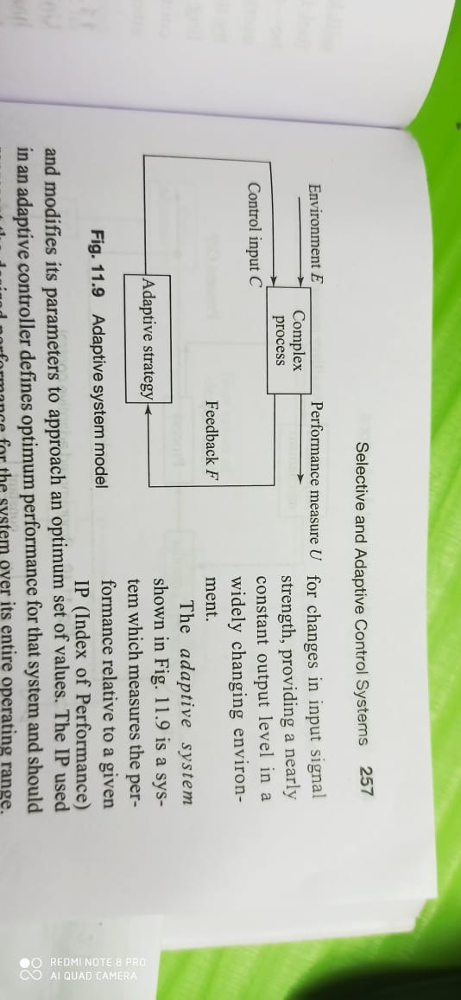 Selective and Adaptive Control Systems 257
Environment E
Performance measure U
Complex
process
Control input C
Feedback F
Adaptive strategy
Fig. 11.9 Adaptive system model
for changes in input signal
strength, providing a nearly
constant output level in a
widely changing environ-
ment.
The adaptive system
shown in Fig. 11.9 is a sys-
tem which measures the per-
formance relative to a given
IP (Index of Performance)
and modifies its parameters to approach an optimum set of values. The IP used
in an adaptive controller defines optimum performance for that system and should
the desired performance for the system over its entire operating range.
REDMI NOTE 8 PRO
AI QUAD CAMERA